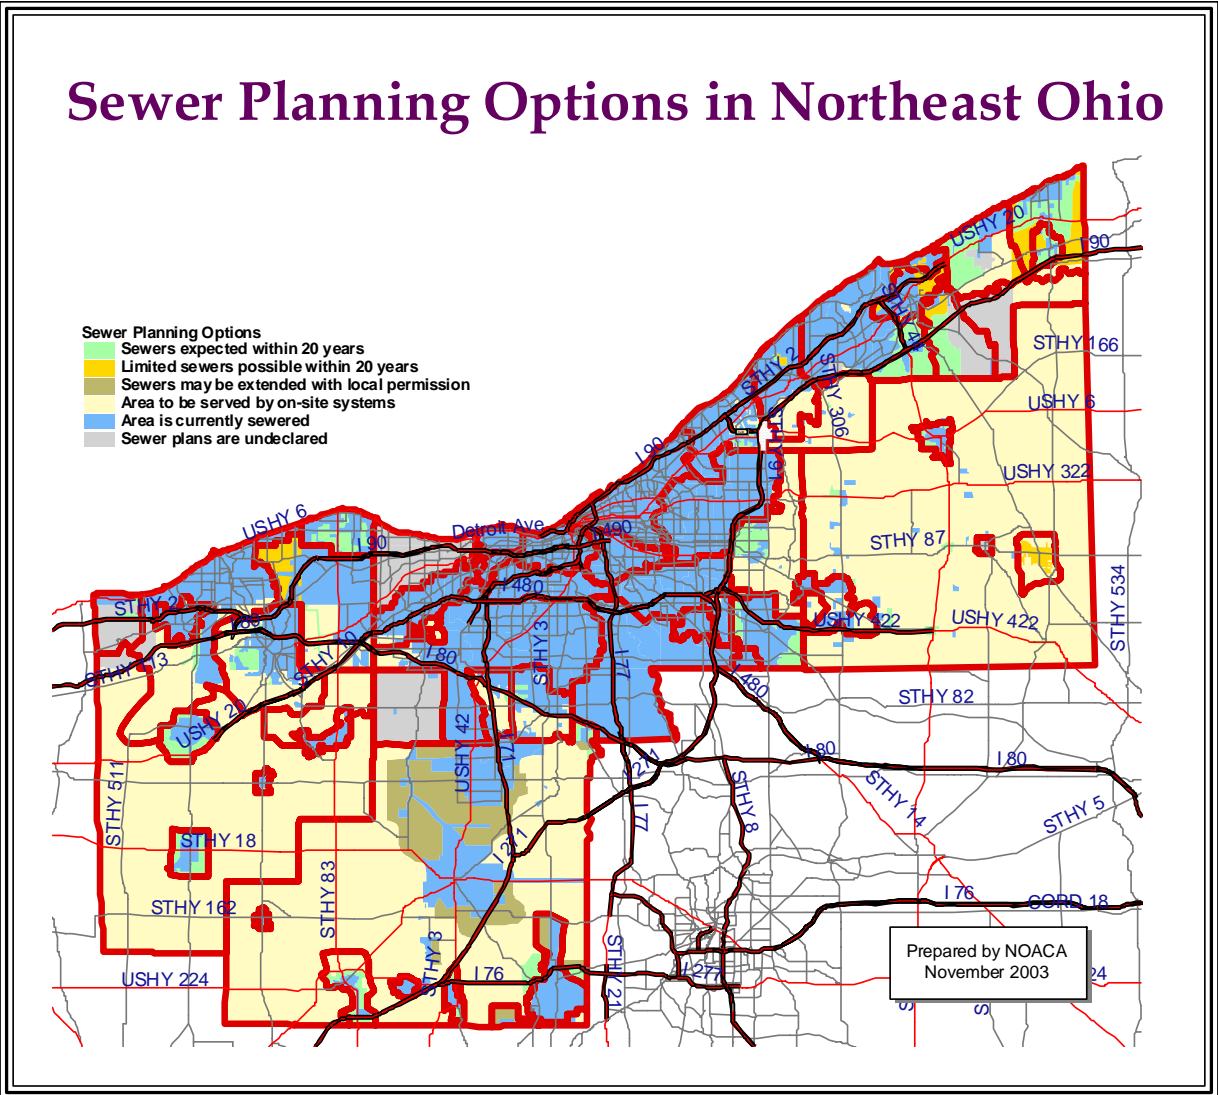 Sewer Planning Options in Northeast Ohio
USHY 20
I 90
STHY 166
STHY 2
STHY 306
USHY 6
STHY 91
I 90
USHY 322
Sewer Planning Options
Sewers expected within 20 years
Limited sewers possible within 20 years
Sewers may be extended with local permission
Area to be served by on-site systems
Area is currently sewered
Sewer plans are undeclared
USHY 6
Detroit Ave
I 490
I 90
STHY 87
STHY 534
I 480
STHY 2
USHY 422
USHY 422
STHY 3
I 80
I 77
I 480
STHY 82
USHY 20
USHY 42
I 71
I 271
I 80
I 80
STHY 511
STHY 8
STHY 14
STHY 5
I 77
STHY 18
I 271
STHY 83
STHY 162
I 76
CORD 18
STHY 3
STHY 21
I 76
I 277
USHY 224
Prepared by NOACA
November 2003
24